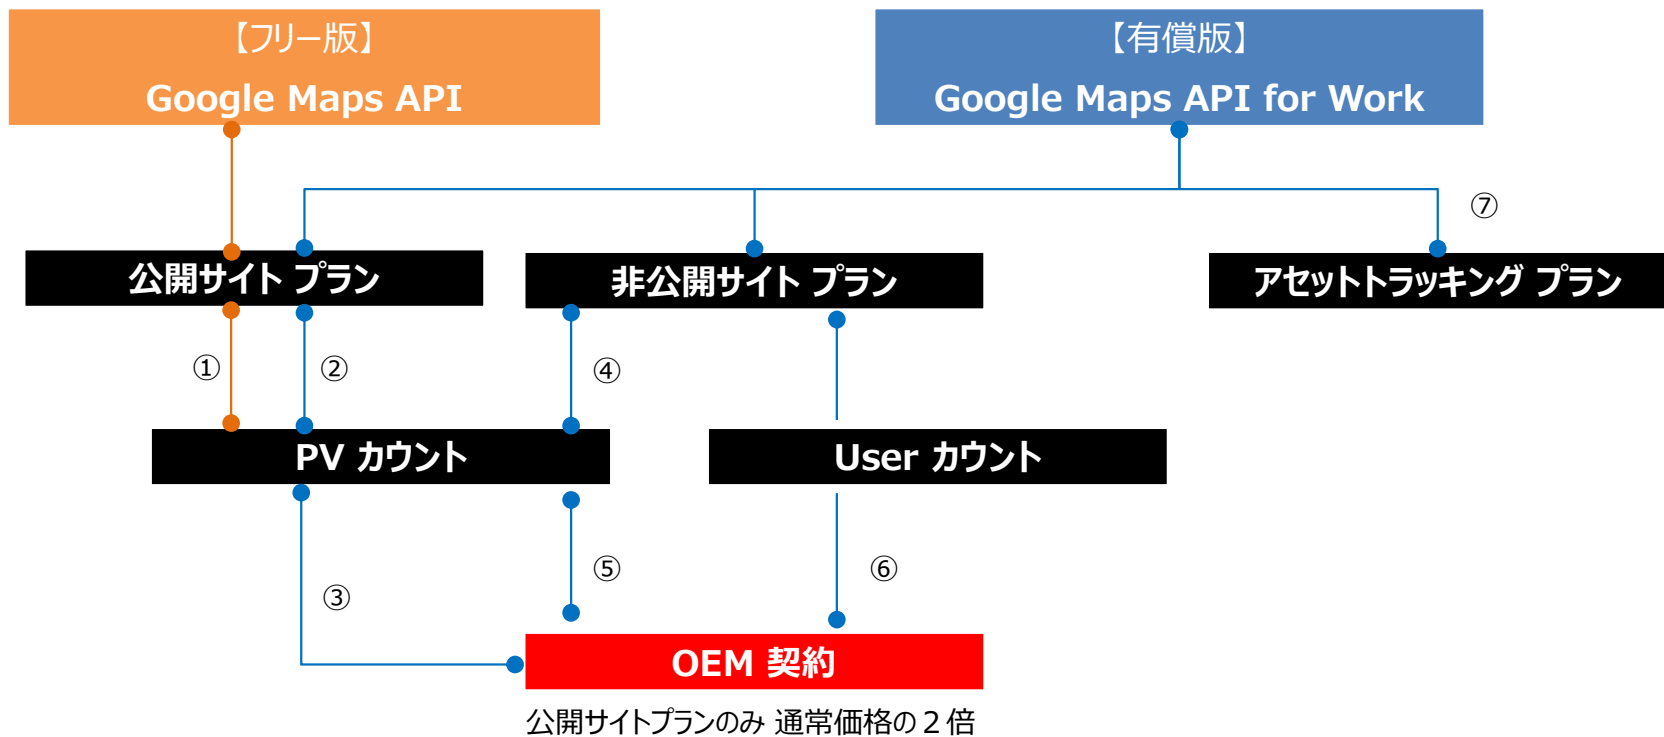 【フリー版】
Google Maps API
【有償版】
Google Maps API for Work
⑦
公開サイト プラン
非公開サイト プラン
アセットトラッキング プラン
①
②
④
PV カウント
User カウント
③
⑤
⑥
OEM 契約
公開サイトプランのみ 通常価格の２倍